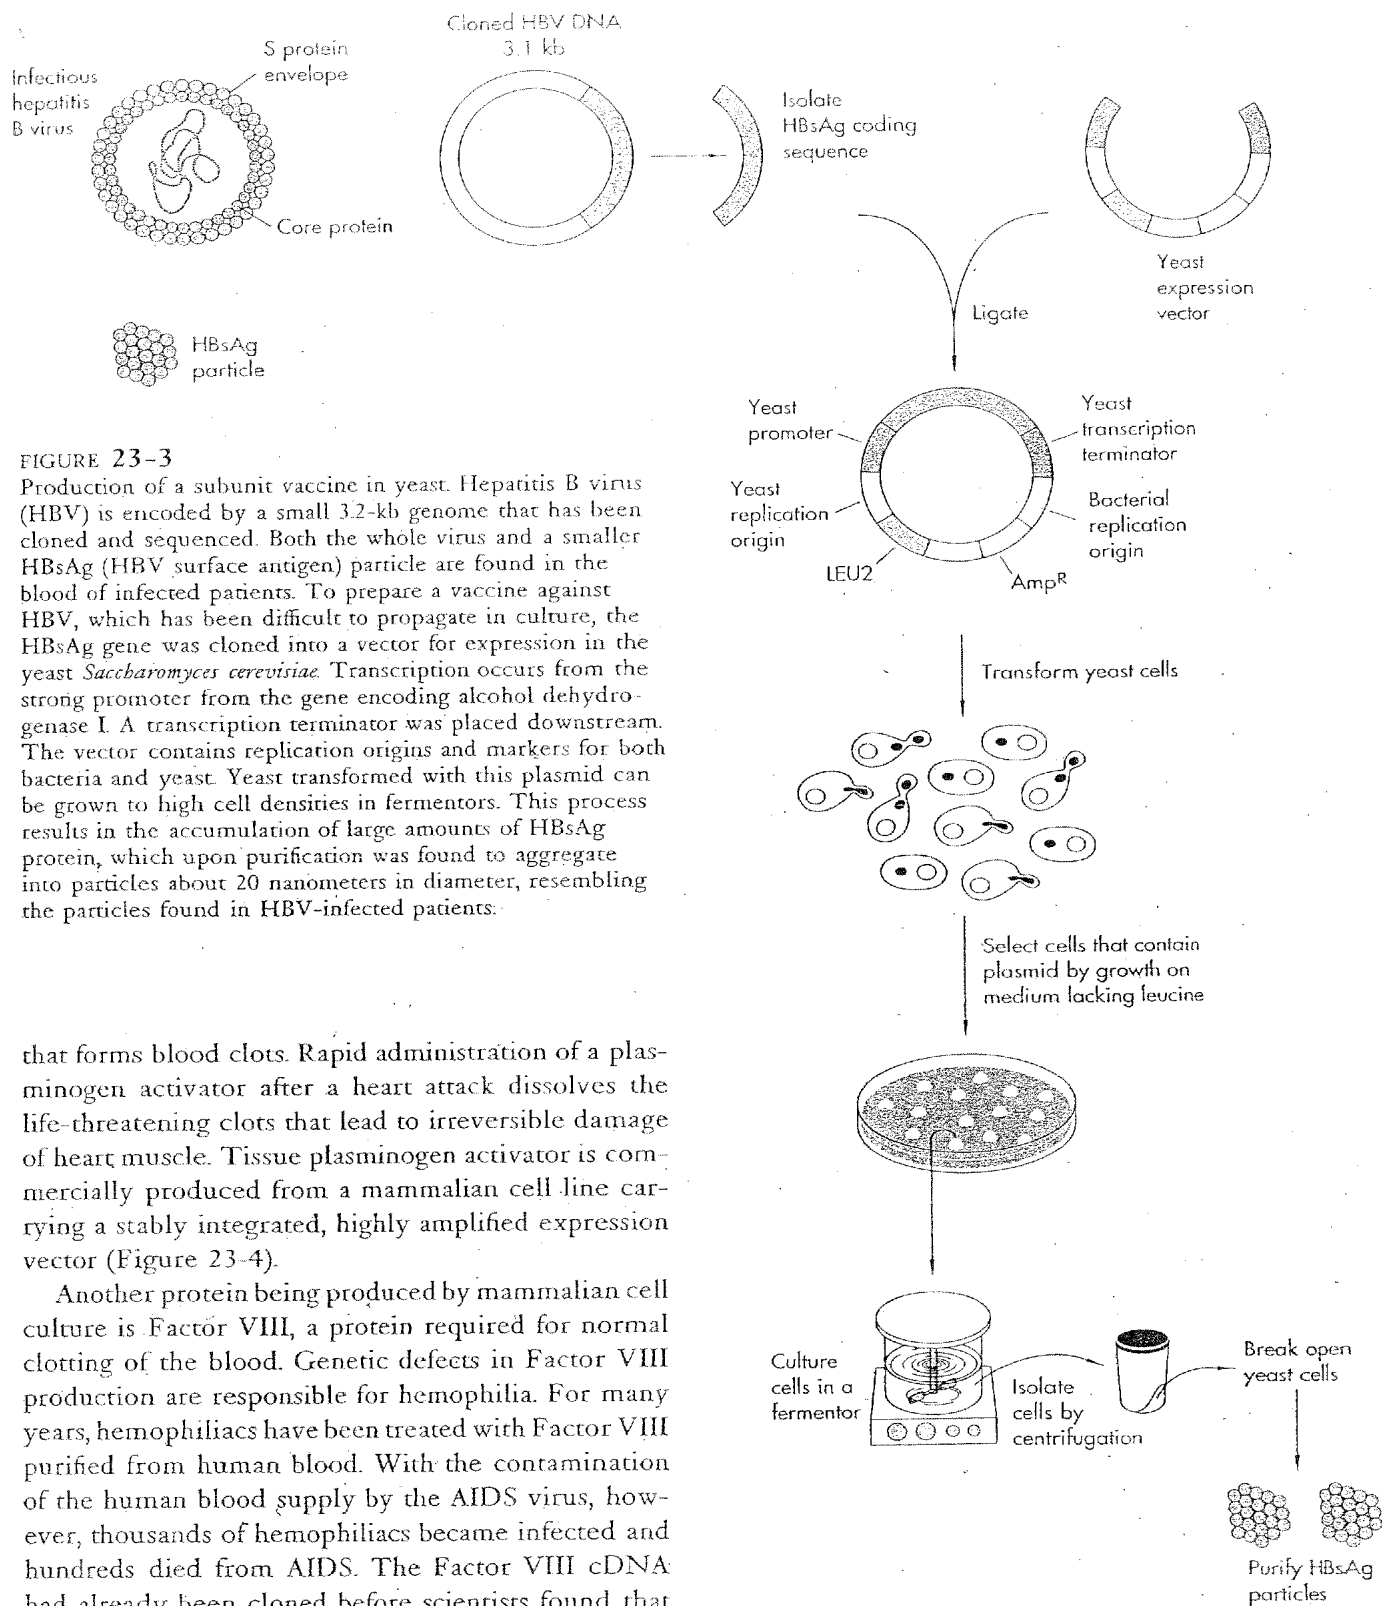 Cloned HBV DNA
3.1 kb
S protein
envelope
Infectious
hepatitis
B virus
Core protein
Isolate
HBsAg coding
sequence
Yeast
expression
vector
Ligate
HBsAg
particle
Yeast
promoter
Yeast
transcription
terminator
Yeast
replication
origin
Bacterial
replication
origin
LEU2
AmpR
FIGURE 23-3
Production of a subunit vaccine in yeast. Hepatitis B virus
(HBV) is encoded by a small 3.2-kb genome that has been
cloned and sequenced. Both the whole virus and a smaller
HBsAg (HBV surface antigen) particle are found in the
blood of infected patients. To prepare a vaccine against
HBV, which has been difficult to propagate in culture, the
HBsAg gene was cloned into a vector for expression in the
yeast Saccharomyces cerevisiae. Transcription occurs from the
strong promoter from the gene encoding alcohol dehydro-
genase I. A transcription terminator was placed downstream.
The vector contains replication origins and markers for both
bacteria and yeast. Yeast transformed with this plasmid can
be grown to high cell densities in fermentors. This process
results in the accumulation of large amounts of HBsAg
protein, which upon purification was found to aggregate
into particles about 20 nanometers in diameter, resembling
the particles found in HBV-infected patients.
Transform yeast cells
Select cells that contain
plasmid by growth on
medium lacking leucine
Culture
cells in a
fermentor
Isolate
cells by
centrifugation
Break open
yeast cells
Purify HBsAg
particles
that forms blood clots. Rapid administration of a plas-
minogen activator after a heart attack dissolves the
life-threatening clots that lead to irreversible damage
of heart muscle. Tissue plasminogen activator is com-
mercially produced from a mammalian cell line car-
rying a stably integrated, highly amplified expression
vector (Figure 23-4).
Another protein being produced by mammalian cell
culture is Factor VIII, a protein required for normal
clotting of the blood. Genetic defects in Factor VIII
production are responsible for hemophilia. For many
years, hemophiliacs have been treated with Factor VIII
purified from human blood. With the contamination
of the human blood supply by the AIDS virus, how-
ever, thousands of hemophiliacs became infected and
hundreds died from AIDS. The Factor VIII cDNA
had already been cloned before scientists found that